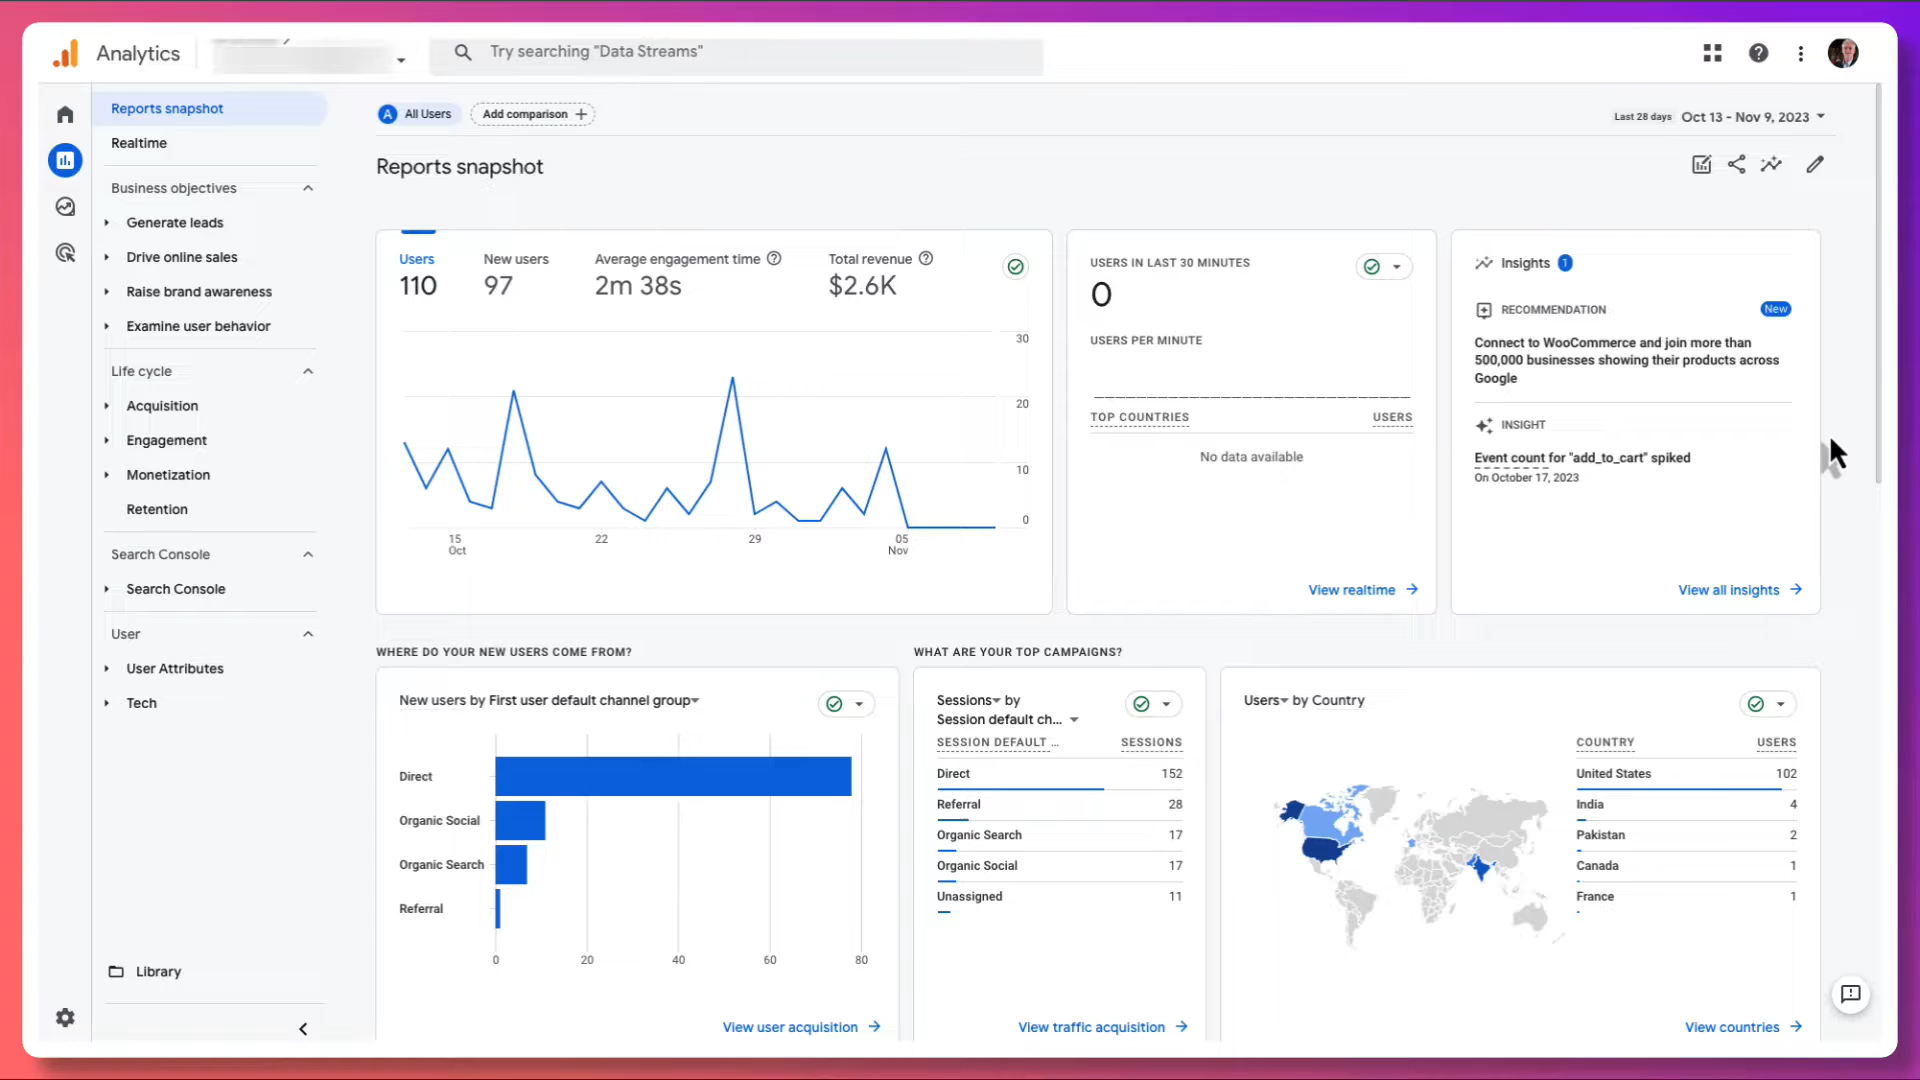 Analytics
Try searching "Data Streams"
Reports snapshot
Realtime
Business objectives
Generate leads
Drive online sales
Raise brand awareness
Examine user behavior
Life cycle
Acquisition
Engagement
Monetization
Retention
Search Console
Search Console
User
User Attributes
Tech
Library
A All Users
Add comparison +
Last 28 days Oct 13 - Nov 9, 2023
Reports snapshot
Users
110
New users
97
Average engagement time
2m 38s
Total revenue
$2.6K
30
20
10
0
15
Oct
22
29
05
Nov
USERS IN LAST 30 MINUTES
0
USERS PER MINUTE
TOP COUNTRIES USERS
No data available
View realtime
Insights 1
RECOMMENDATION New
Connect to WooCommerce and join more than
500,000 businesses showing their products across
Google
INSIGHT
Event count for "add_to_cart" spiked
On October 17, 2023
View all insights
WHERE DO YOUR NEW USERS COME FROM?
New users by First user default channel group
Direct
Organic Social
Organic Search
Referral
0 20 40 60 80
View user acquisition
WHAT ARE YOUR TOP CAMPAIGNS?
Sessions by
Session default ch...
SESSION DEFAULT ... SESSIONS
Direct 152
Referral 28
Organic Search 17
Organic Social 17
Unassigned 11
View traffic acquisition
Users by Country
COUNTRY USERS
United States 102
India 4
Pakistan 2
Canada 1
France 1
View countries